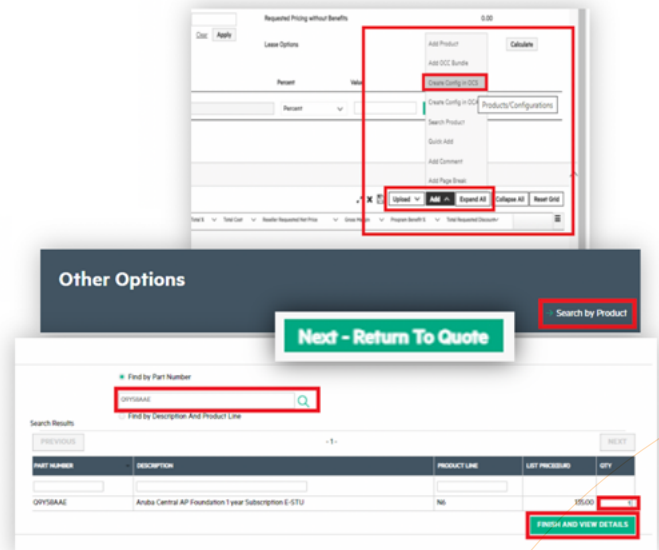 Requested Pricing without Benefits 0.00
Clear Apply
Lease Options Add Product Calculate
Add OCC Bundle
Percent Value Create Config in OCS
Percent Create Config in OCA Products/Configurations
Search Product
Quick Add
Add Comment
Add Page Break
Upload Add Expand All Collapse All Reset Grid
Total $ Total Cost Reseller Requested Net Price Gross Margin Program Benefit $ Total Requested Discount
Other Options
Search by Product
Next - Return To Quote
Find by Part Number
Q9Y58AAE
Find by Description And Product Line
Search Results
PREVIOUS - 1 - NEXT
PART NUMBER DESCRIPTION PRODUCT LINE LIST PRICE(EUR) QTY
Q9Y58AAE Aruba Central AP Foundation 1 year Subscription E-STU N6 135.00
FINISH AND VIEW DETAILS